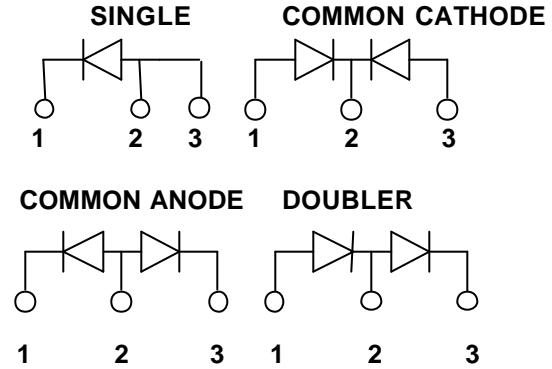 SINGLE COMMON CATHODE
1 2 3 1 2 3
COMMON ANODE DOUBLER
1 2 3 1 2 3